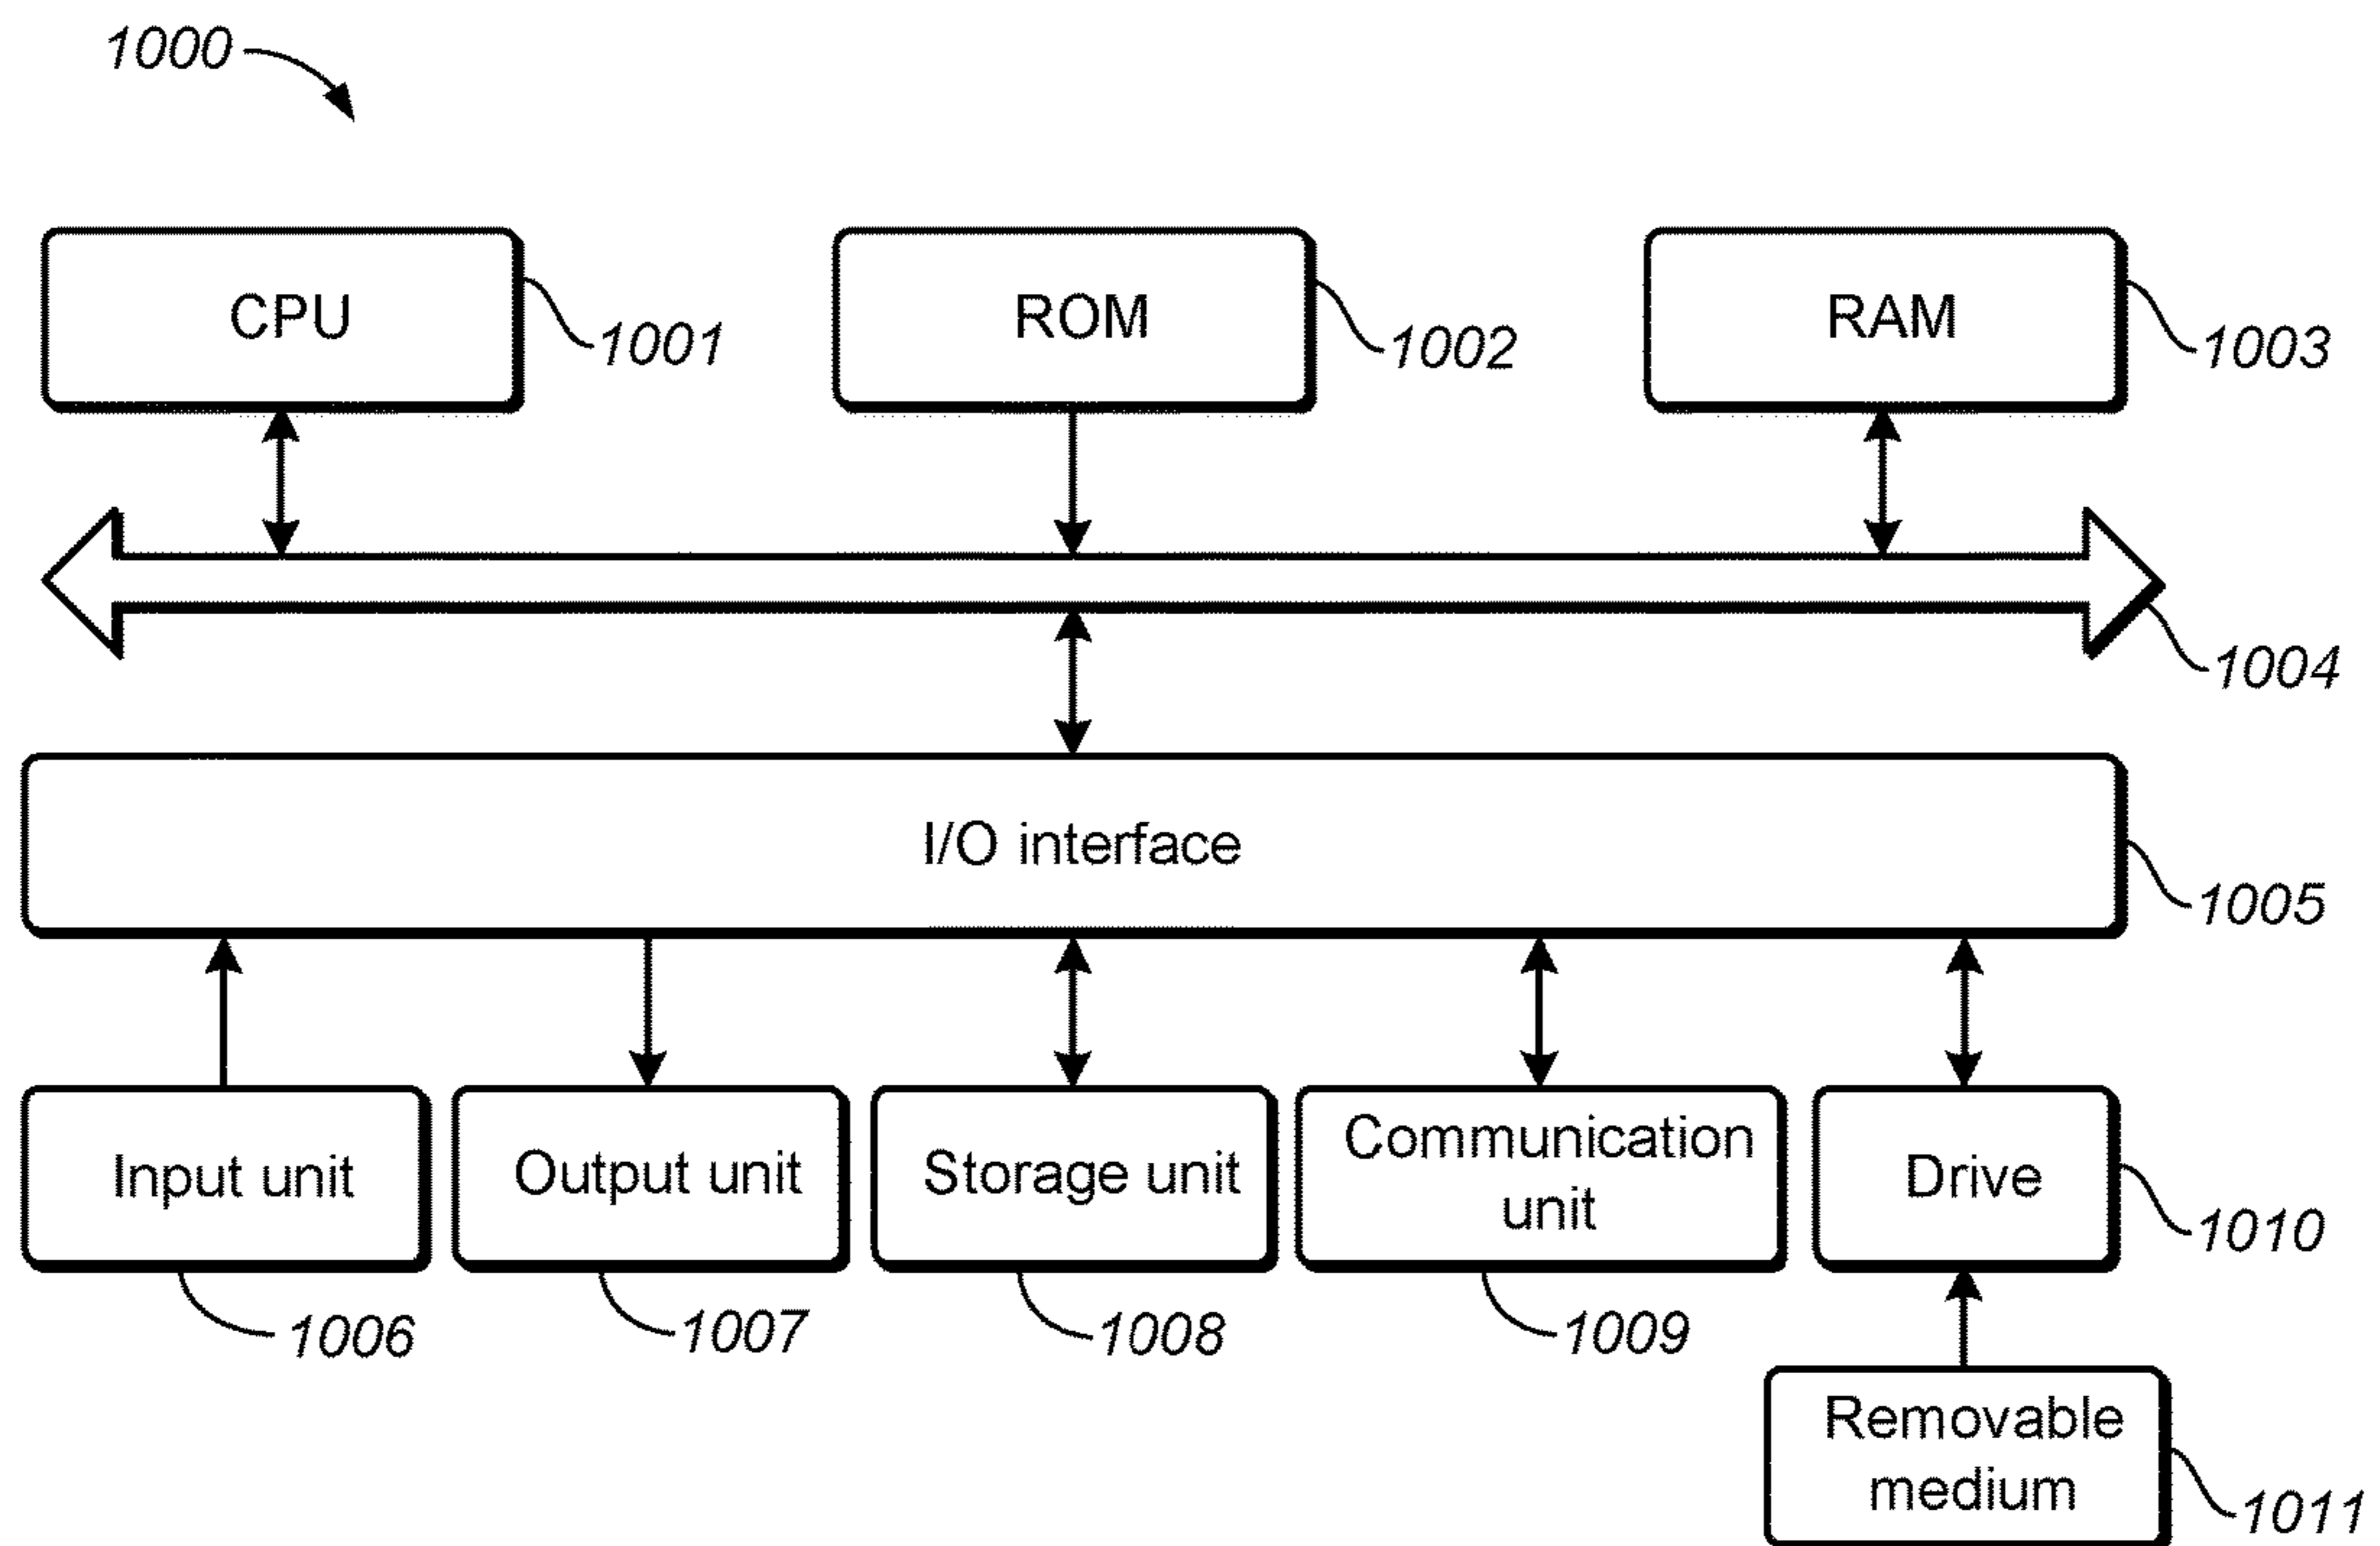 1000
CPU
1001
ROM
1002
RAM
1003
1004
I/O interface
1005
Input unit
1006
Output unit
1007
Storage unit
1008
Communication
unit
1009
Drive
1010
Removable
medium
1011